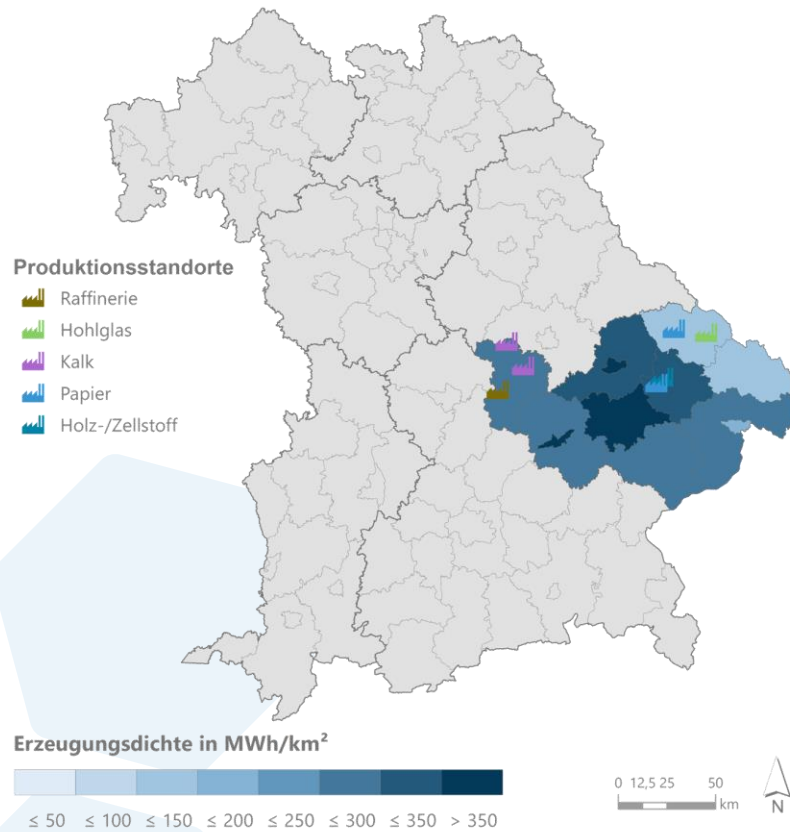 Produktionsstandorte
Raffinerie
Hohlglas
Kalk
Papier
Holz-/Zellstoff
Erzeugungsdichte in MWh/km²
≤ 50 ≤ 100 ≤ 150 ≤ 200 ≤ 250 ≤ 300 ≤ 350 > 350
0 12,5 25 50
km
N